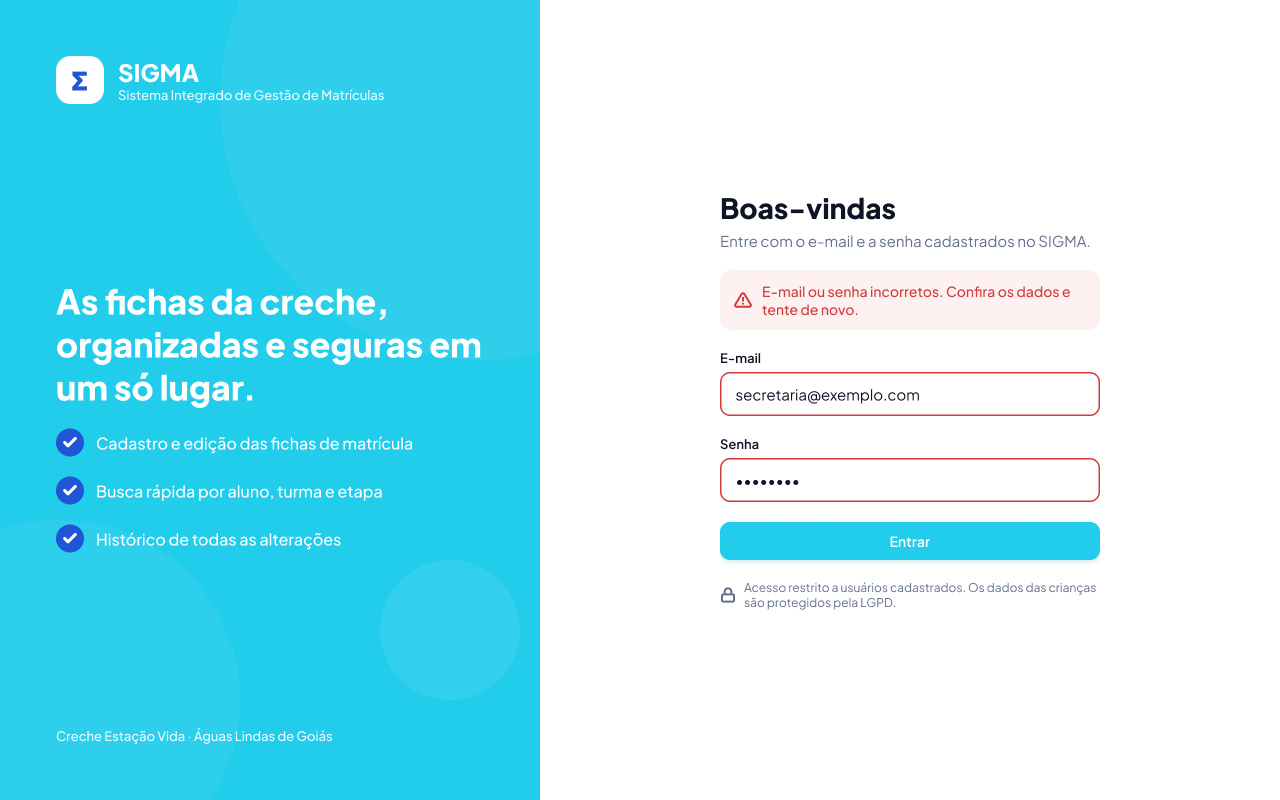 Σ
SIGMA
Sistema Integrado de Gestão de Matrículas
As fichas da creche,
organizadas e seguras em
um só lugar.
Cadastro e edição das fichas de matrícula
Busca rápida por aluno, turma e etapa
Histórico de todas as alterações
Creche Estação Vida · Águas Lindas de Goiás
Boas-vindas
Entre com o e-mail e a senha cadastrados no SIGMA.
E-mail ou senha incorretos. Confira os dados e
tente de novo.
E-mail
secretaria@exemplo.com
Senha
••••••••
Entrar
Acesso restrito a usuários cadastrados. Os dados das crianças
são protegidos pela LGPD.